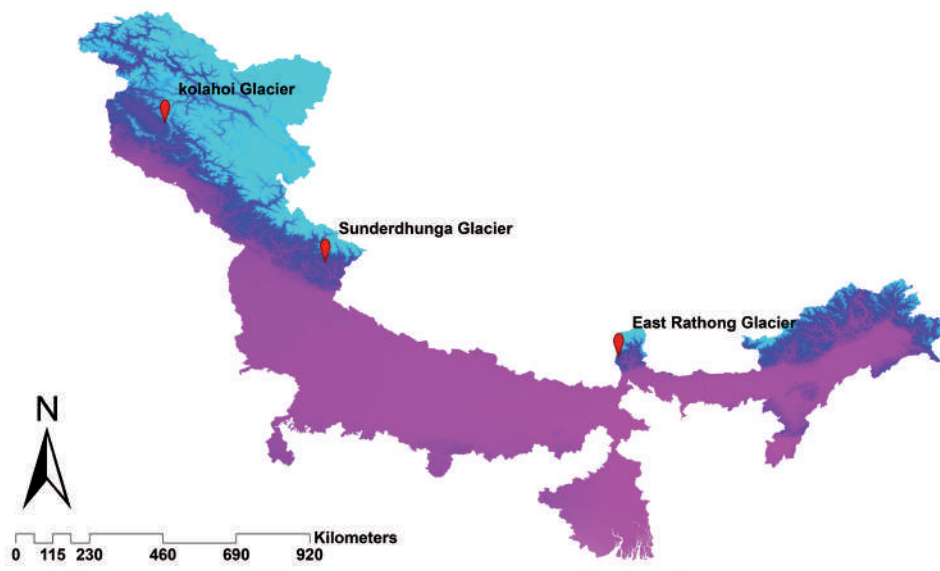 kolahoi Glacier
Sunderdhunga Glacier
East Rathong Glacier
N
Kilometers
0 115 230 460 690 920